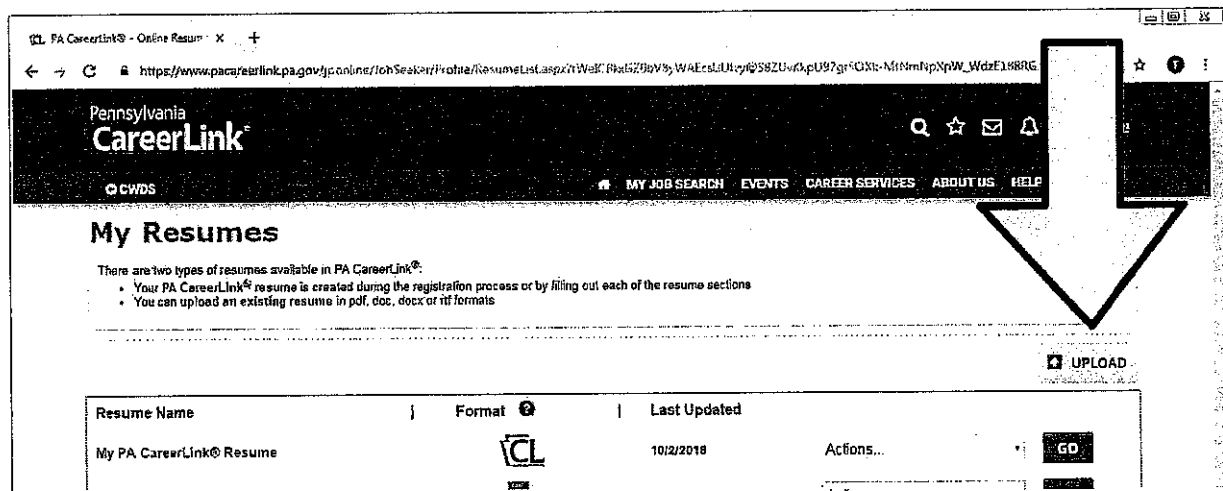 PA CareerLink® - Online Resum
Pennsylvania
CareerLink®
CWDS
MY JOB SEARCH EVENTS CAREER SERVICES ABOUT US HELP
My Resumes
There are two types of resumes available in PA CareerLink®:
• Your PA CareerLink® resume is created during the registration process or by filling out each of the resume sections
• You can upload an existing resume in pdf, doc, docx or rtf formats
UPLOAD
Resume Name | Format ? | Last Updated
My PA CareerLink® Resume CL 10/2/2018 Actions... GO